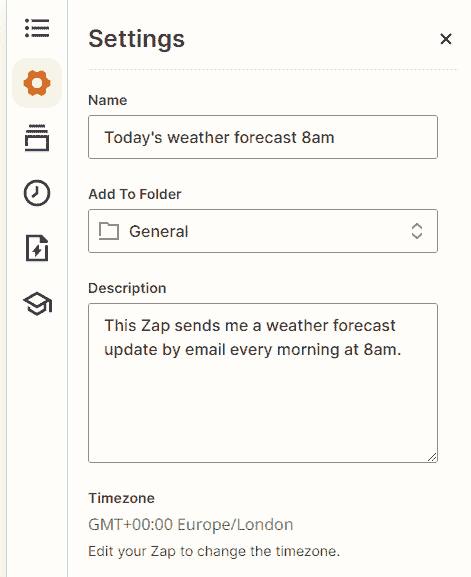 Settings
Name
Today's weather forecast 8am
Add To Folder
General
Description
This Zap sends me a weather forecast
update by email every morning at 8am.
Timezone
GMT+00:00 Europe/London
Edit your Zap to change the timezone.